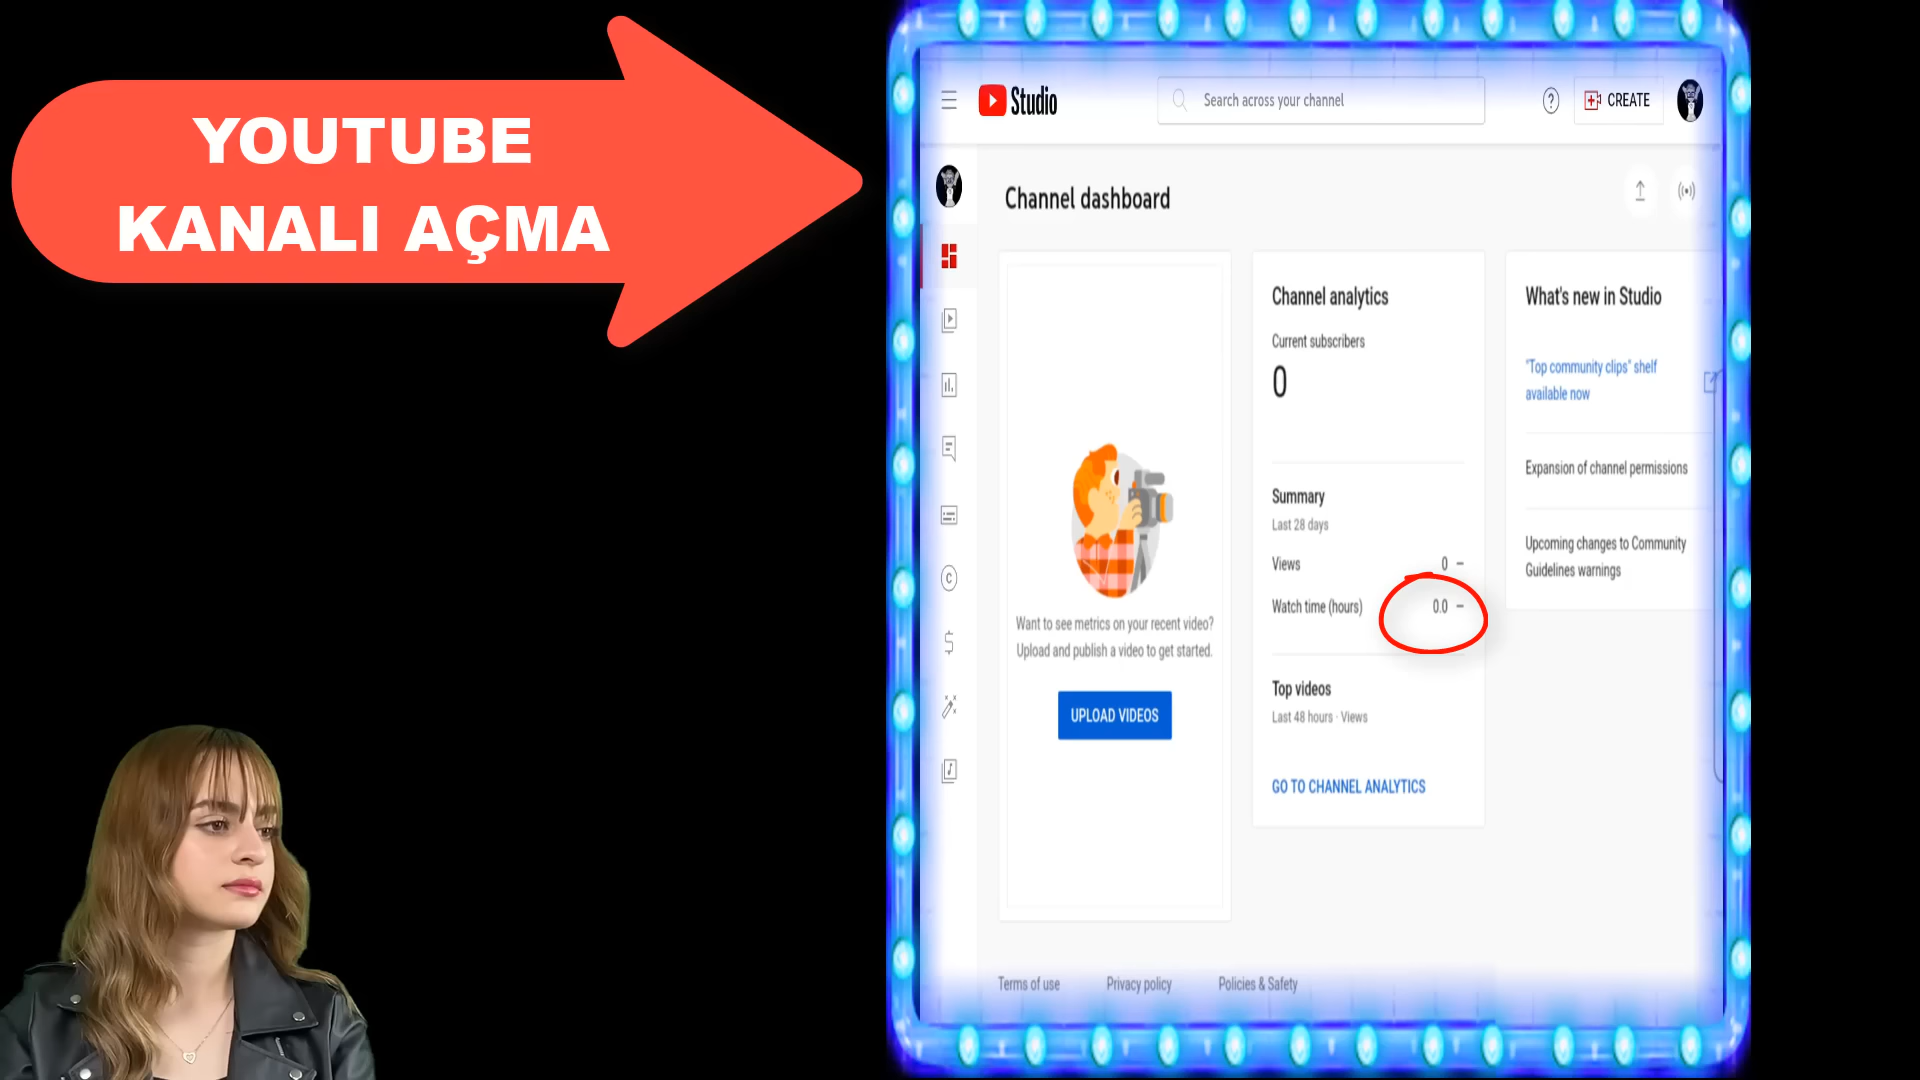 YOUTUBE
KANALI AÇMA
Studio
Search across your channel
CREATE
Channel dashboard
Want to see metrics on your recent video?
Upload and publish a video to get started.
UPLOAD VIDEOS
Channel analytics
Current subscribers
0
Summary
Last 28 days
Views 0 –
Watch time (hours) 0.0 –
Top videos
Last 48 hours · Views
GO TO CHANNEL ANALYTICS
What's new in Studio
"Top community clips" shelf
available now
Expansion of channel permissions
Upcoming changes to Community
Guidelines warnings
Terms of use Privacy policy Policies & Safety